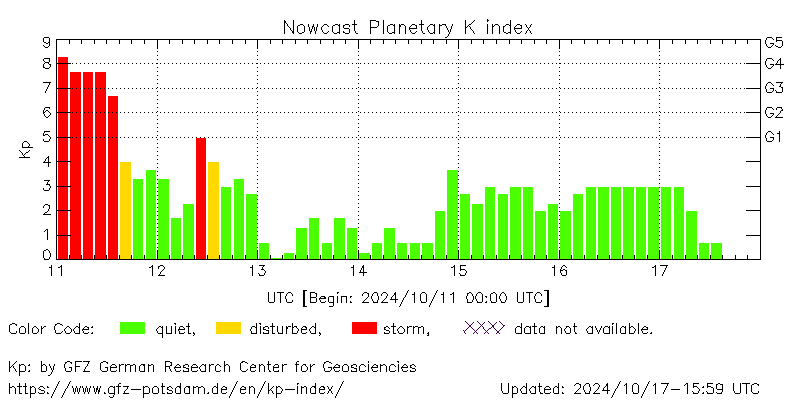 Nowcast Planetary K index
9 G5
8 G4
7 G3
6 G2
5 G1
Kp
4
3
2
1
0
11 12 13 14 15 16 17
UTC [Begin: 2024/10/11 00:00 UTC]
Color Code: quiet, disturbed, storm, data not available.
Kp: by GFZ German Research Center for Geosciencies
https://www.gfz-potsdam.de/en/kp-index/ Updated: 2024/10/17-15:59 UTC